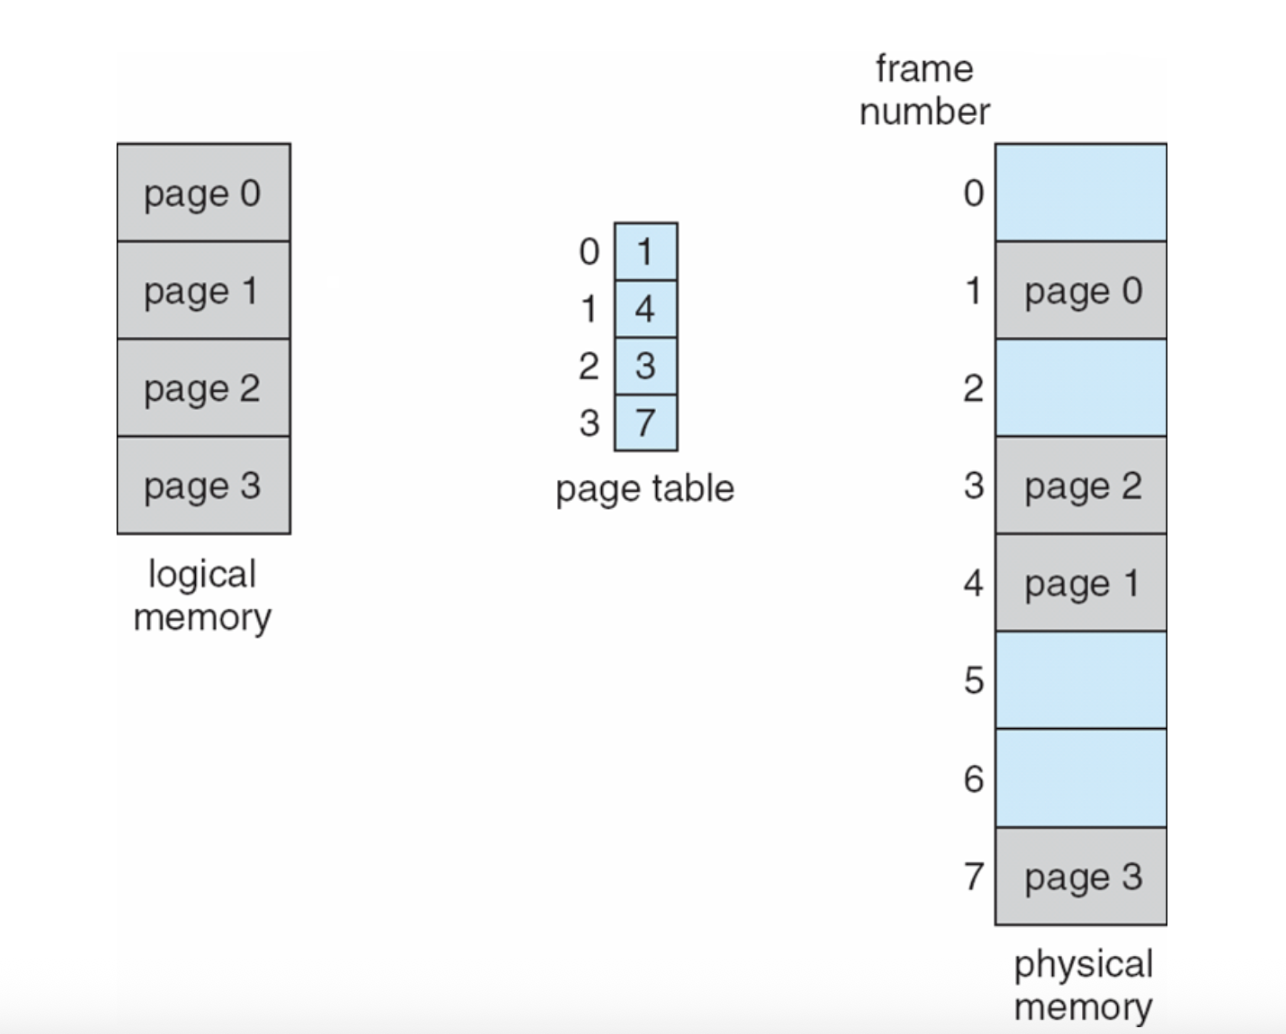 page 0
page 1
page 2
page 3
logical
memory
0 1
1 4
2 3
3 7
page table
frame
number
0
1 page 0
2
3 page 2
4 page 1
5
6
7 page 3
physical
memory